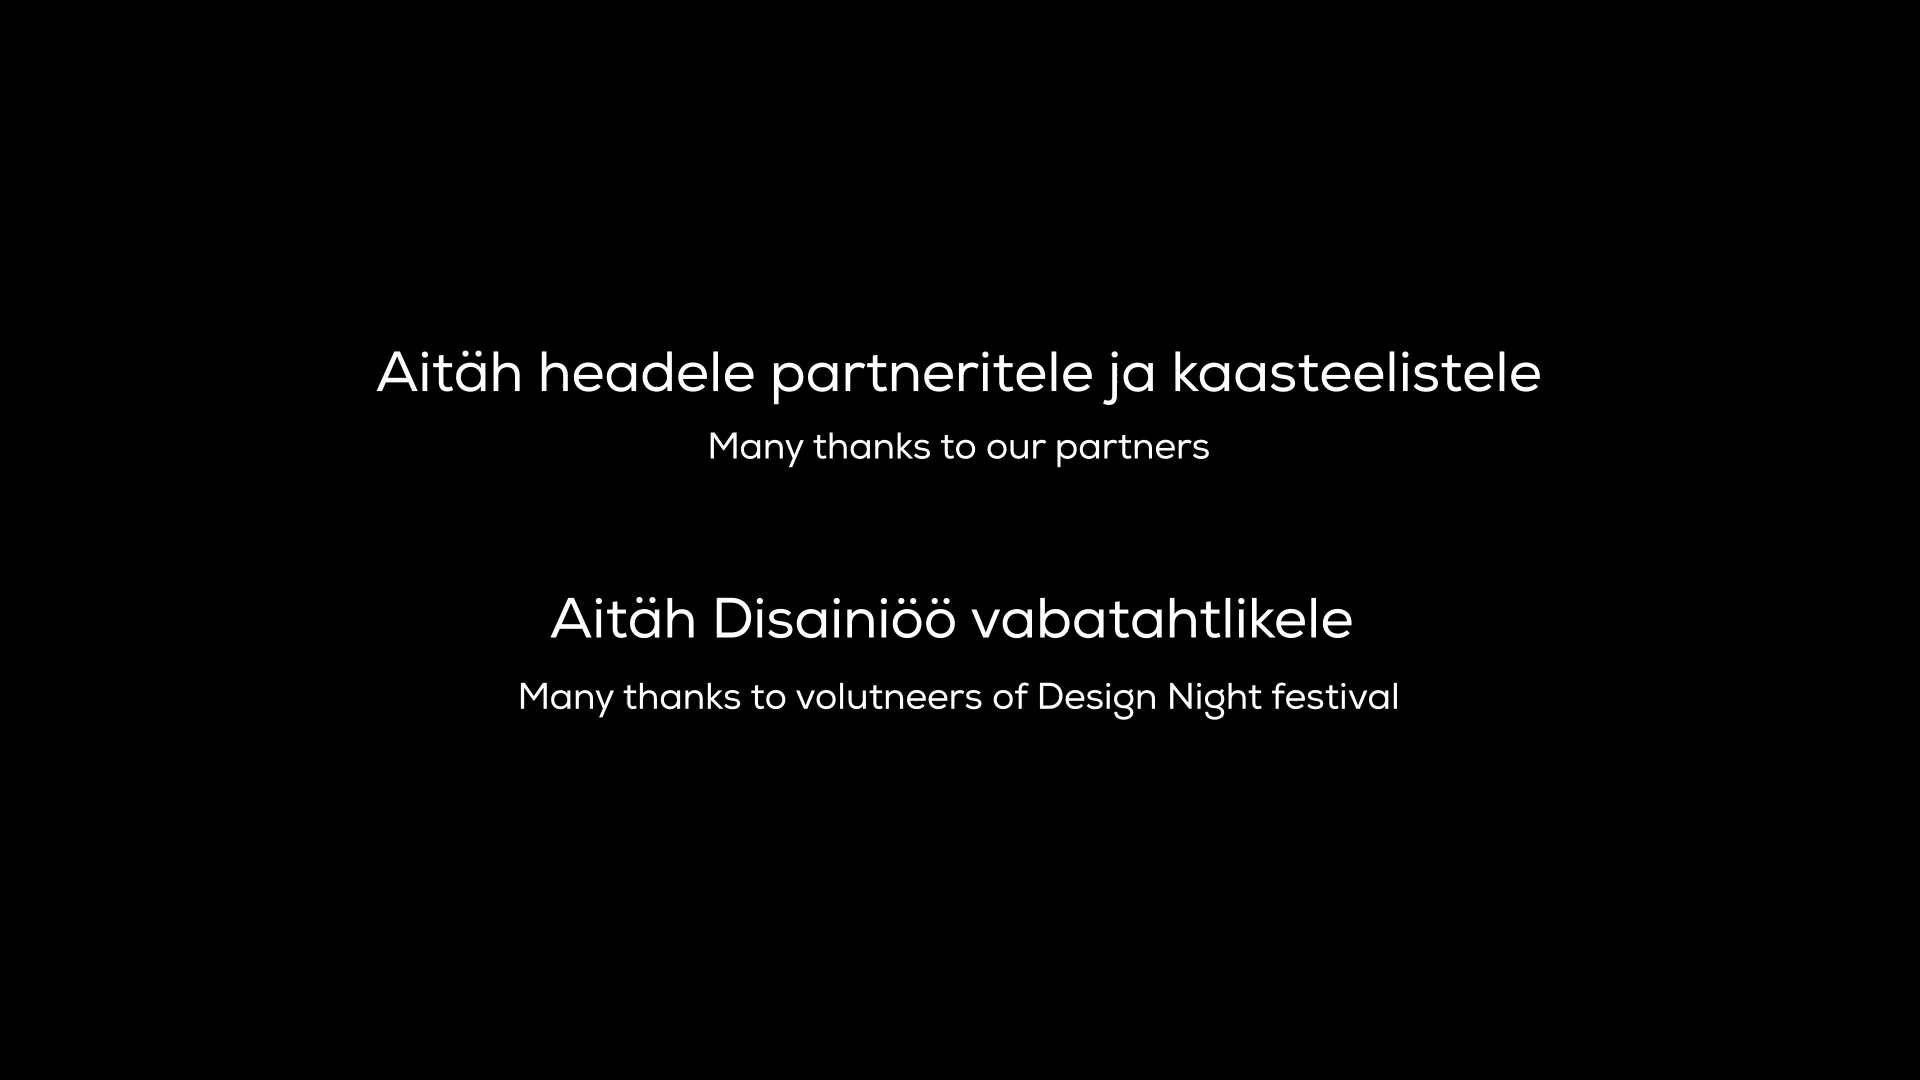 Aitäh headele partneritele ja kaasteelistele
Many thanks to our partners
Aitäh Disainiöö vabatahtlikele
Many thanks to volutneers of Design Night festival